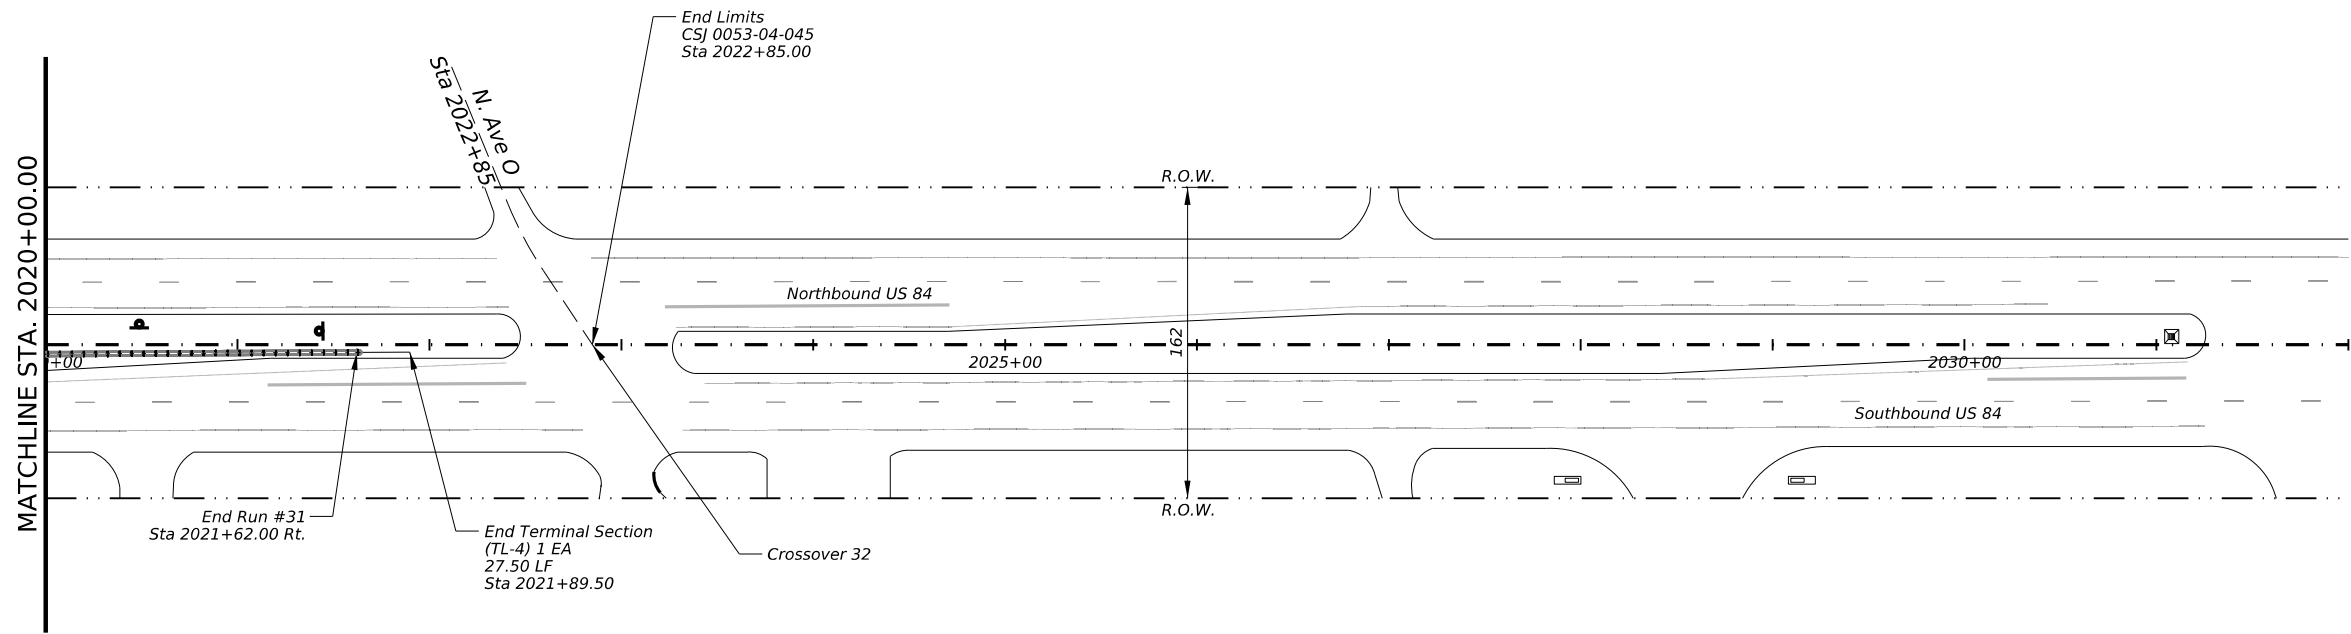 End Limits
CSJ 0053-04-045
Sta 2022+85.00
N. Ave O
Sta 2022+85
MATCHLINE STA. 2020+00.00
R.O.W.
Northbound US 84
162
+00
2025+00
2030+00
Southbound US 84
R.O.W.
End Run #31
Sta 2021+62.00 Rt.
End Terminal Section
(TL-4) 1 EA
27.50 LF
Sta 2021+89.50
Crossover 32